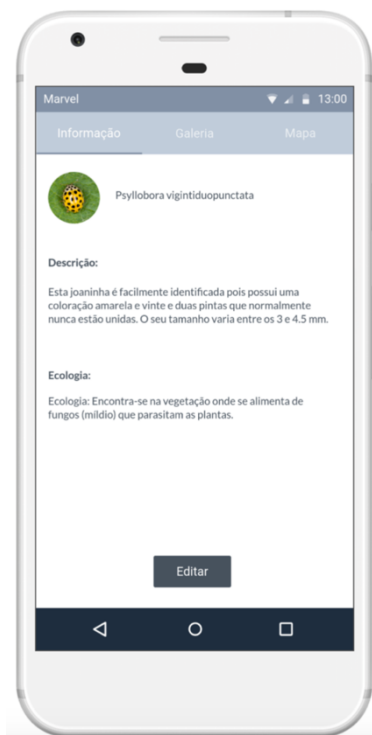 Marvel 13:00
Informação Galeria Mapa
Psyllobora vigintiduopunctata
Descrição:
Esta joaninha é facilmente identificada pois possui uma
coloração amarela e vinte e duas pintas que normalmente
nunca estão unidas. O seu tamanho varia entre os 3 e 4.5 mm.
Ecologia:
Ecologia: Encontra-se na vegetação onde se alimenta de
fungos (míldio) que parasitam as plantas.
Editar